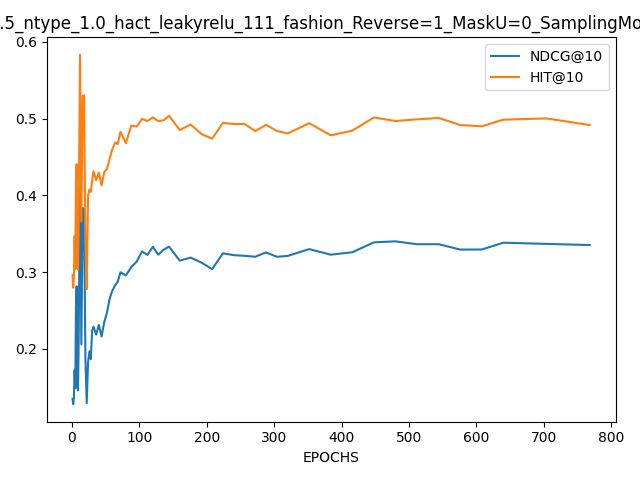 .5_ntype_1.0_hact_leakyrelu_111_fashion_Reverse=1_MaskU=0_SamplingMo
NDCG@10
HIT@10
0.6
0.5
0.4
0.3
0.2
0 100 200 300 400 500 600 700 800
EPOCHS